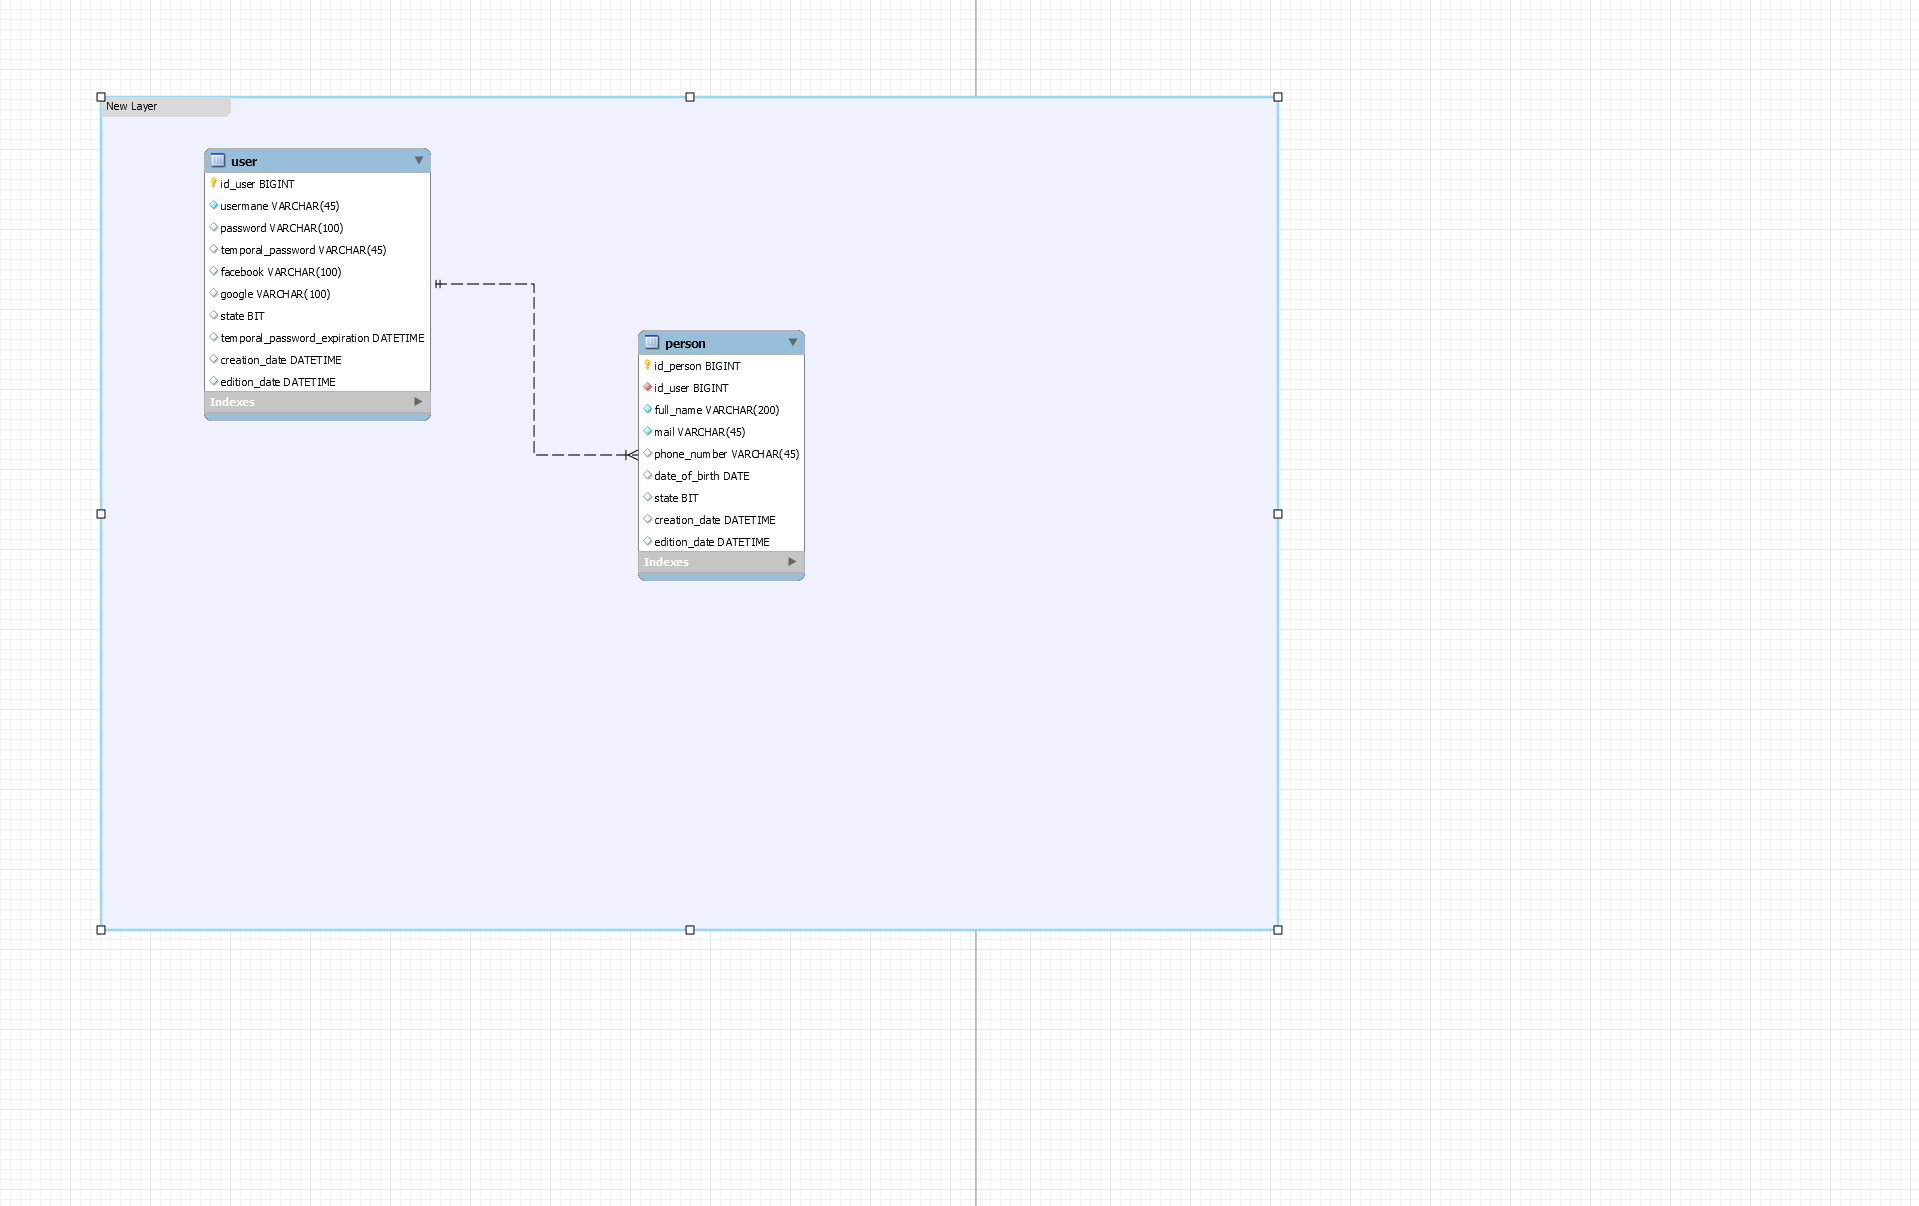 New Layer
user
id_user BIGINT
usermane VARCHAR(45)
password VARCHAR(100)
temporal_password VARCHAR(45)
facebook VARCHAR(100)
google VARCHAR(100)
state BIT
temporal_password_expiration DATETIME
creation_date DATETIME
edition_date DATETIME
Indexes
person
id_person BIGINT
id_user BIGINT
full_name VARCHAR(200)
mail VARCHAR(45)
phone_number VARCHAR(45)
date_of_birth DATE
state BIT
creation_date DATETIME
edition_date DATETIME
Indexes